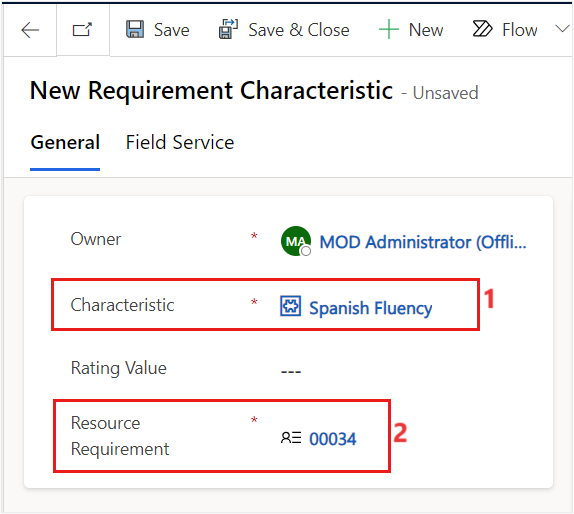 Save Save & Close New Flow
New Requirement Characteristic - Unsaved
General Field Service
Owner * MA MOD Administrator (Offli...
Characteristic * Spanish Fluency 1
Rating Value ---
Resource Requirement * 00034 2